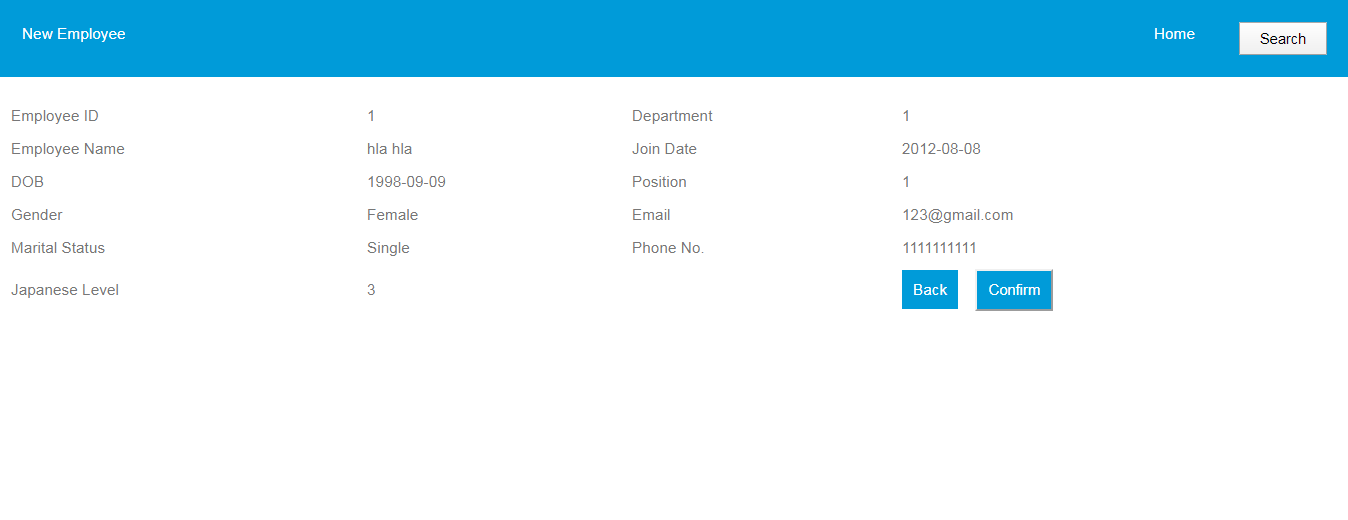 New Employee Home Search
Employee ID 1 Department 1
Employee Name hla hla Join Date 2012-08-08
DOB 1998-09-09 Position 1
Gender Female Email 123@gmail.com
Marital Status Single Phone No. 1111111111
Japanese Level 3 Back Confirm